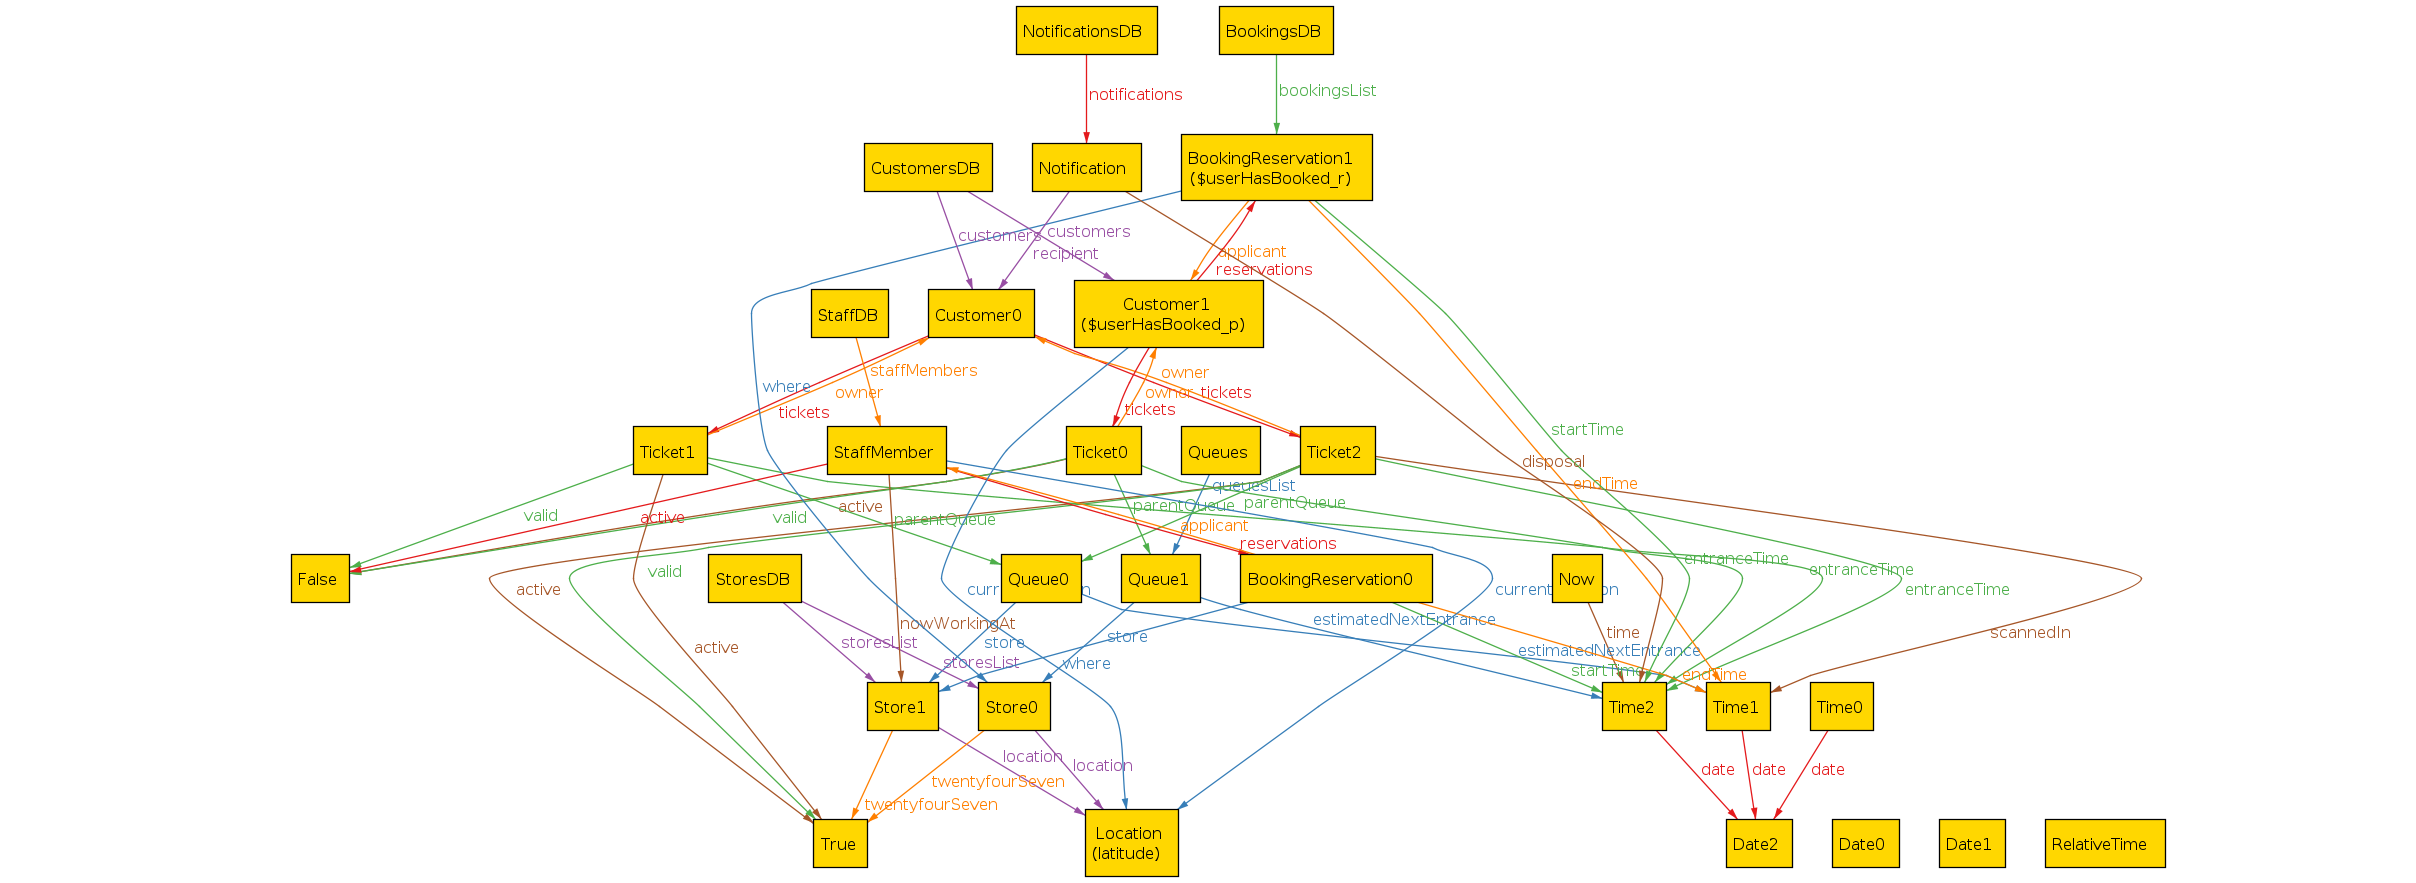 NotificationsDB
BookingsDB
notifications
bookingsList
CustomersDB
Notification
BookingReservation1
($userHasBooked_r)
customers
customers
recipient
applicant
reservations
StaffDB
Customer0
Customer1
($userHasBooked_p)
where
staffMembers
owner
tickets
owner
owner
tickets
tickets
startTime
Ticket1
StaffMember
Ticket0
Queues
Ticket2
disposal
endTime
valid
active
valid
active
parentQueue
queuesList
parentQueue
parentQueue
applicant
reservations
entranceTime
entranceTime
entranceTime
False
active
valid
StoresDB
Queue0
Queue1
BookingReservation0
Now
active
nowWorkingAt
storesList
storesList
store
store
where
estimatedNextEntrance
estimatedNextEntrance
time
scannedIn
startTime
endTime
Store1
Store0
Time2
Time1
Time0
location
location
twentyfourSeven
twentyfourSeven
date
date
date
True
Location
(latitude)
Date2
Date0
Date1
RelativeTime